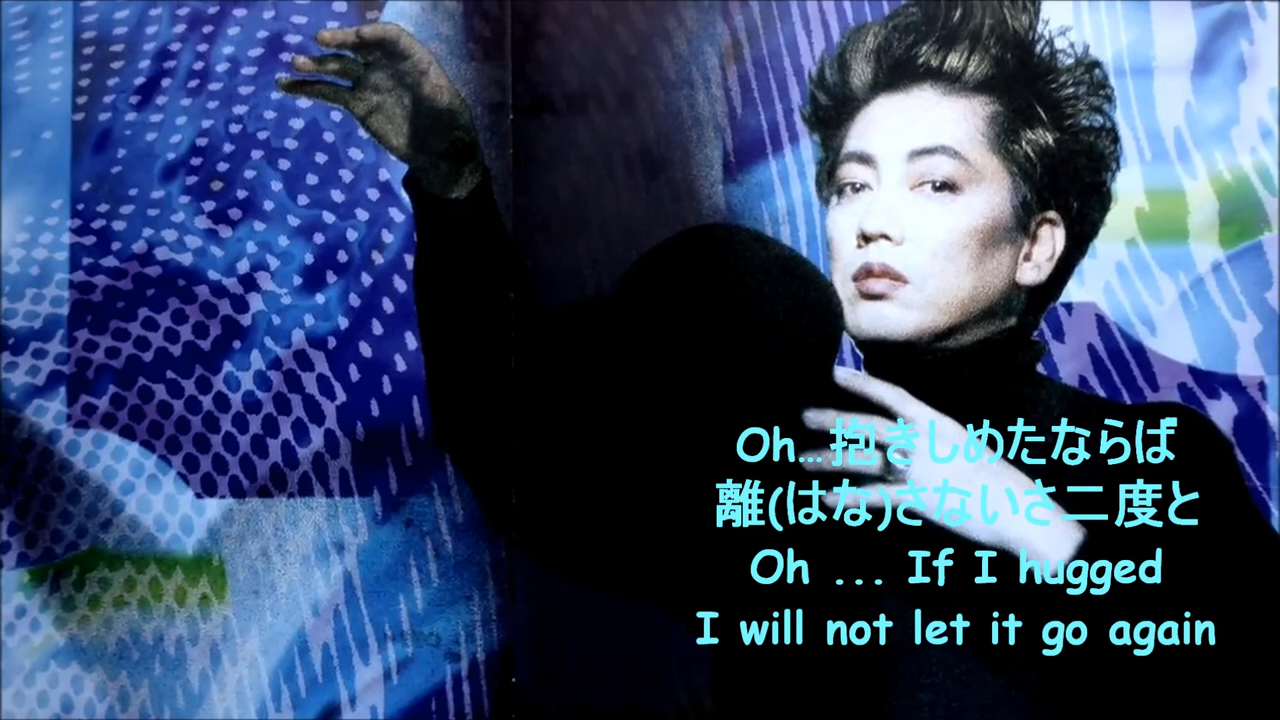 Oh...抱きしめたならば
離(はな)さないさ二度と
Oh ... If I hugged
I will not let it go again